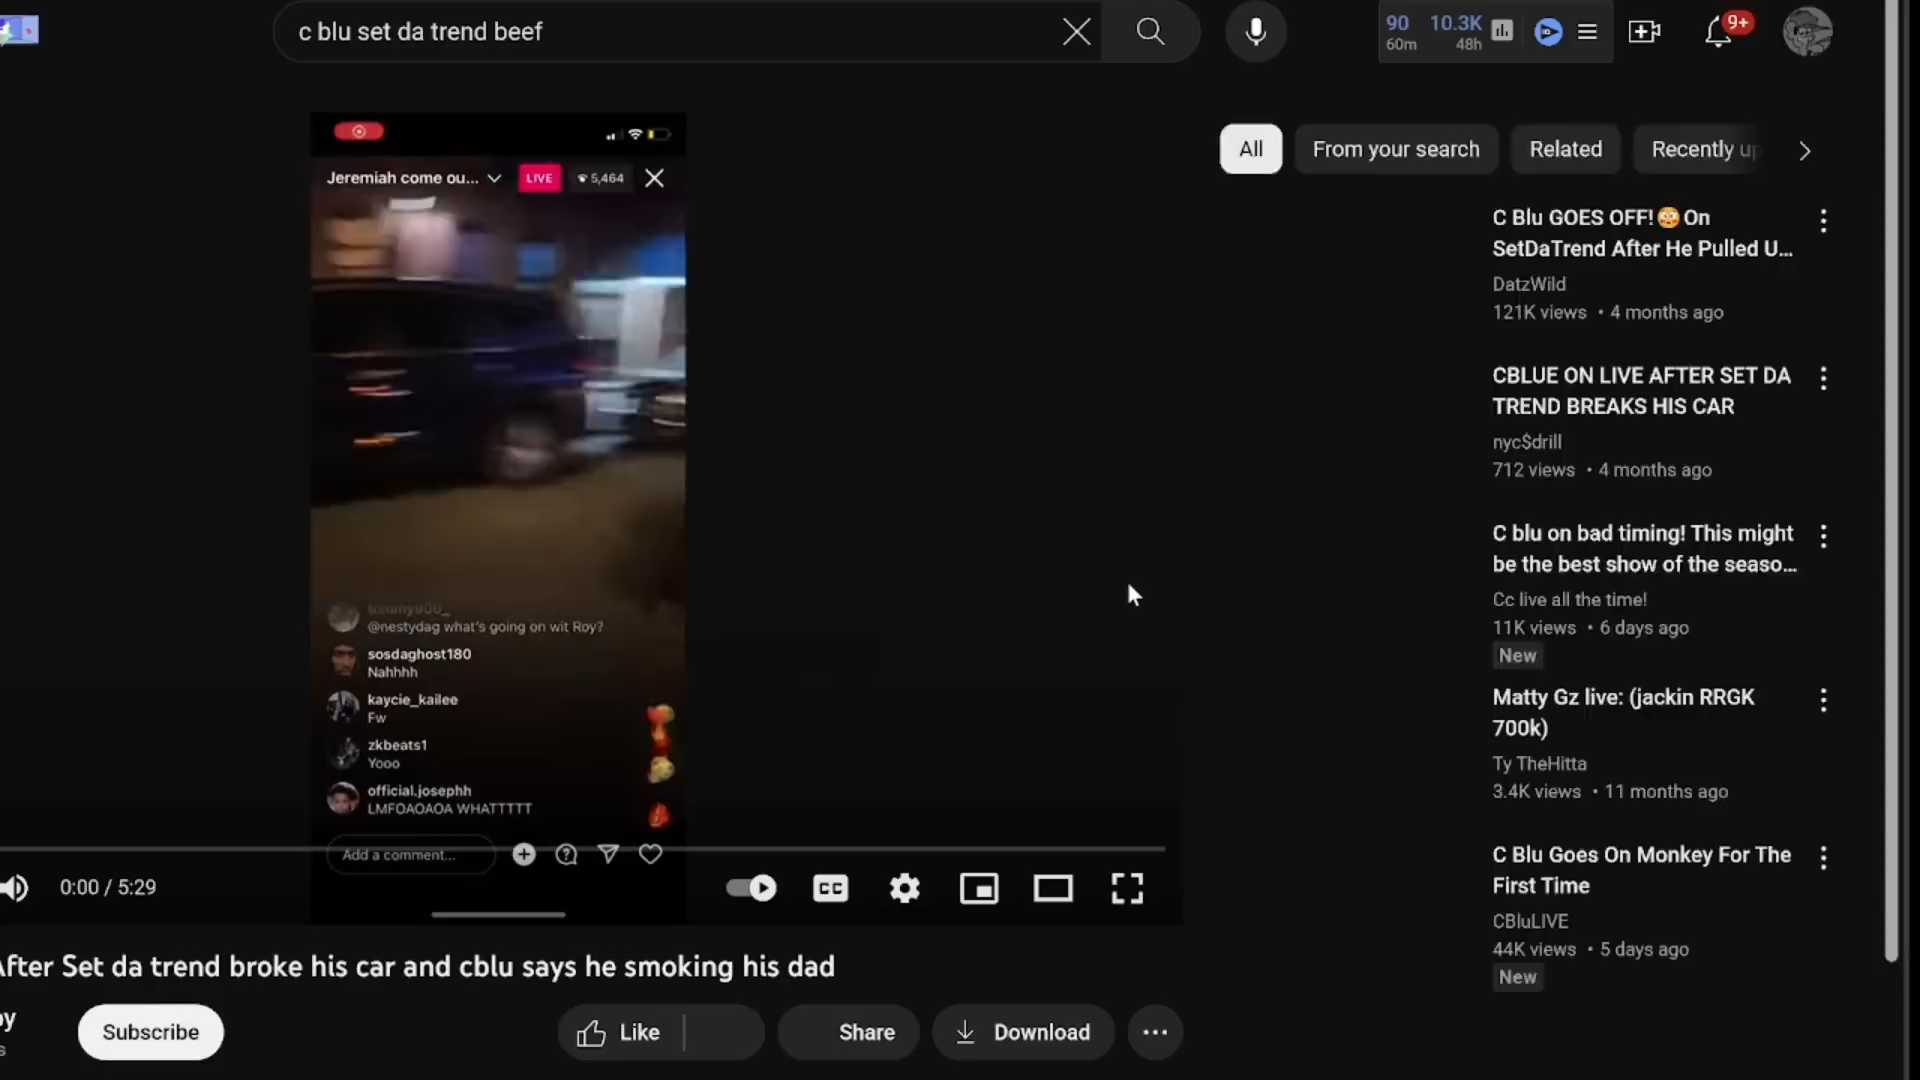 c blu set da trend beef
90
60m
10.3K
48h
9+
Jeremiah come ou...
LIVE
5,464
tommy900_
@nestydag what's going on wit Roy?
sosdaghost180
Nahhhh
kaycie_kailee
Fw
zkbeats1
Yooo
official.josephh
LMFOAOAOA WHATTTTT
Add a comment...
0:00 / 5:29
CC
After Set da trend broke his car and cblu says he smoking his dad
Subscribe
Like
Share
Download
All
From your search
Related
Recently up
C Blu GOES OFF!😳 On
SetDaTrend After He Pulled U...
DatzWild
121K views • 4 months ago
CBLUE ON LIVE AFTER SET DA
TREND BREAKS HIS CAR
nyc$drill
712 views • 4 months ago
C blu on bad timing! This might
be the best show of the seaso...
Cc live all the time!
11K views • 6 days ago
New
Matty Gz live: (jackin RRGK
700k)
Ty TheHitta
3.4K views • 11 months ago
C Blu Goes On Monkey For The
First Time
CBluLIVE
44K views • 5 days ago
New